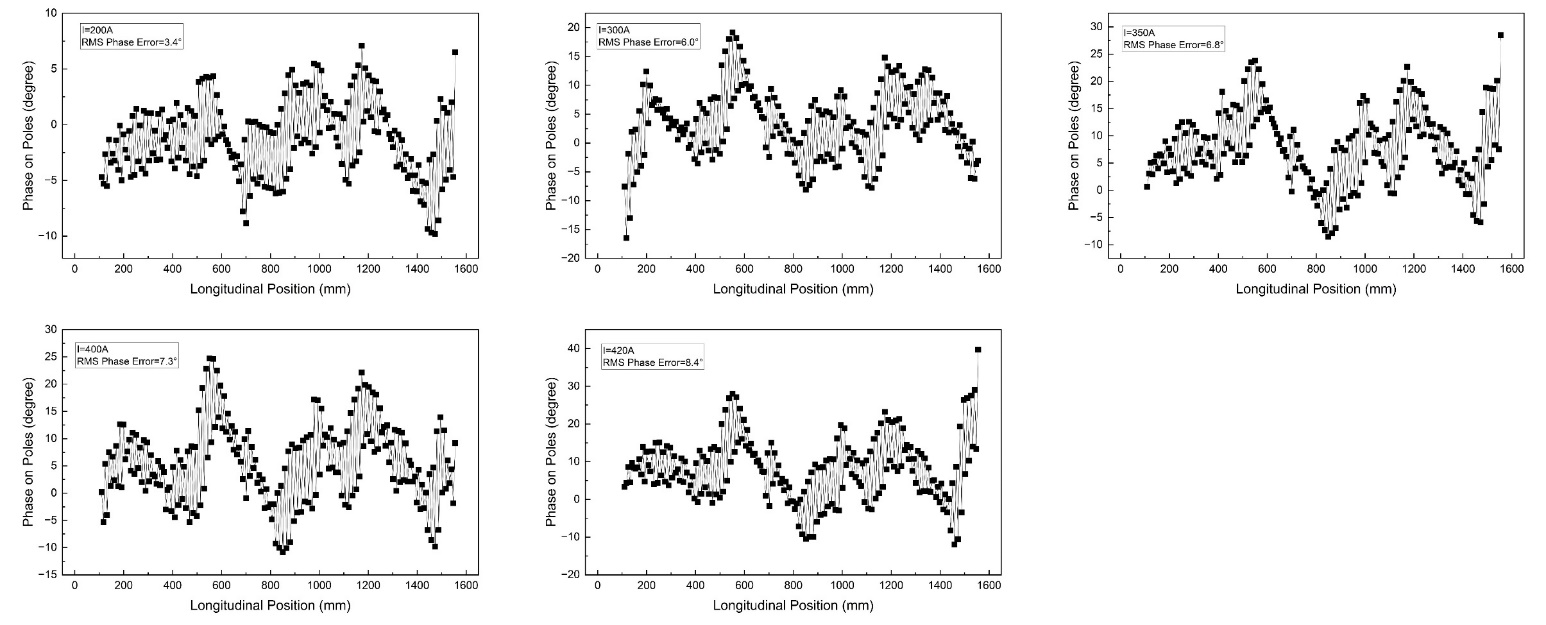 I=200A
RMS Phase Error=3.4°
Phase on Poles (degree)
10
5
0
−5
−10
0 200 400 600 800 1000 1200 1400 1600
Longitudinal Position (mm)
I=300A
RMS Phase Error=6.0°
Phase on Poles (degree)
20
15
10
5
0
−5
−10
−15
−20
0 200 400 600 800 1000 1200 1400 1600
Longitudinal Position (mm)
I=350A
RMS Phase Error=6.8°
Phase on Poles (degree)
30
25
20
15
10
5
0
−5
−10
0 200 400 600 800 1000 1200 1400 1600
Longitudinal Position (mm)
I=400A
RMS Phase Error=7.3°
Phase on Poles (degree)
30
25
20
15
10
5
0
−5
−10
−15
0 200 400 600 800 1000 1200 1400 1600
Longitudinal Position (mm)
I=420A
RMS Phase Error=8.4°
Phase on Poles (degree)
40
30
20
10
0
−10
−20
0 200 400 600 800 1000 1200 1400 1600
Longitudinal Position (mm)